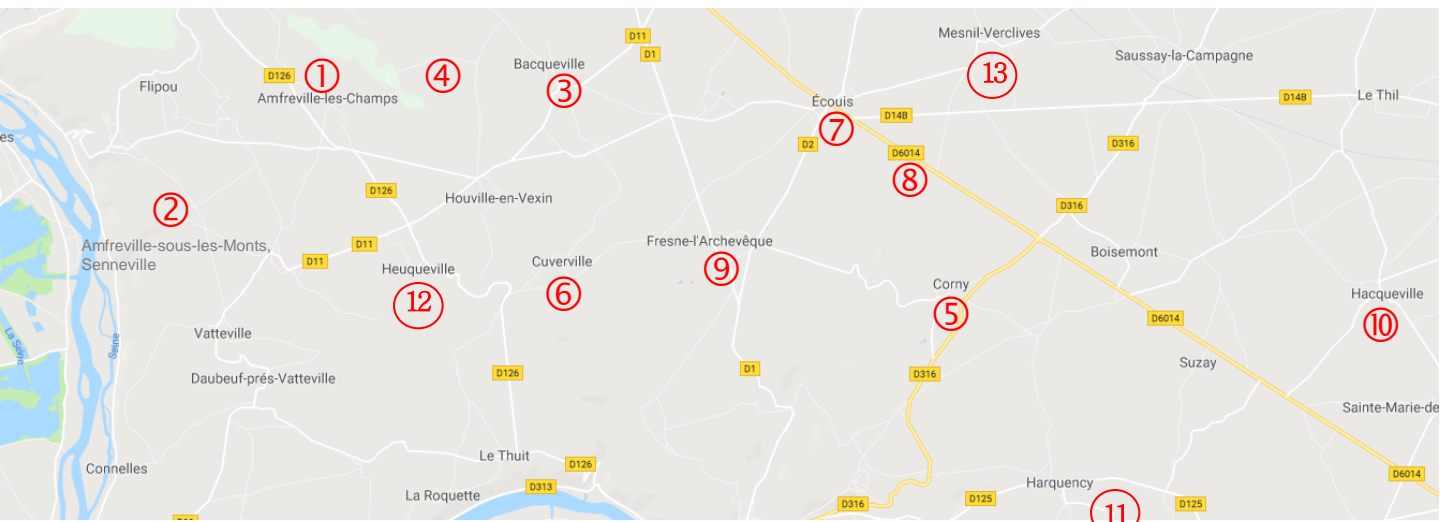 D11
Mesnil-Verclives
D1
Saussay-la-Campagne
Bacqueville
①
④
D126
⑬
Flipou
③
Amfreville-les-Champs
Le Thil
D14B
Écouis
D14B
⑦
es
D2
D316
D6014
⑧
D126
Houville-en-Vexin
D316
②
Amfreville-sous-les-Monts,
Senneville
D11
Fresne-l'Archevêque
Boisemont
D11
Heuqueville
Cuverville
⑨
Corny
⑫
⑥
Hacqueville
⑤
⑩
D6014
Vatteville
La Seine
Seine
Suzay
D1
D126
D316
Daubeuf-prés-Vatteville
Sainte-Marie-de
Le Thuit
D126
Connelles
D6014
Harquency
D313
La Roquette
D125
D316
D125
11